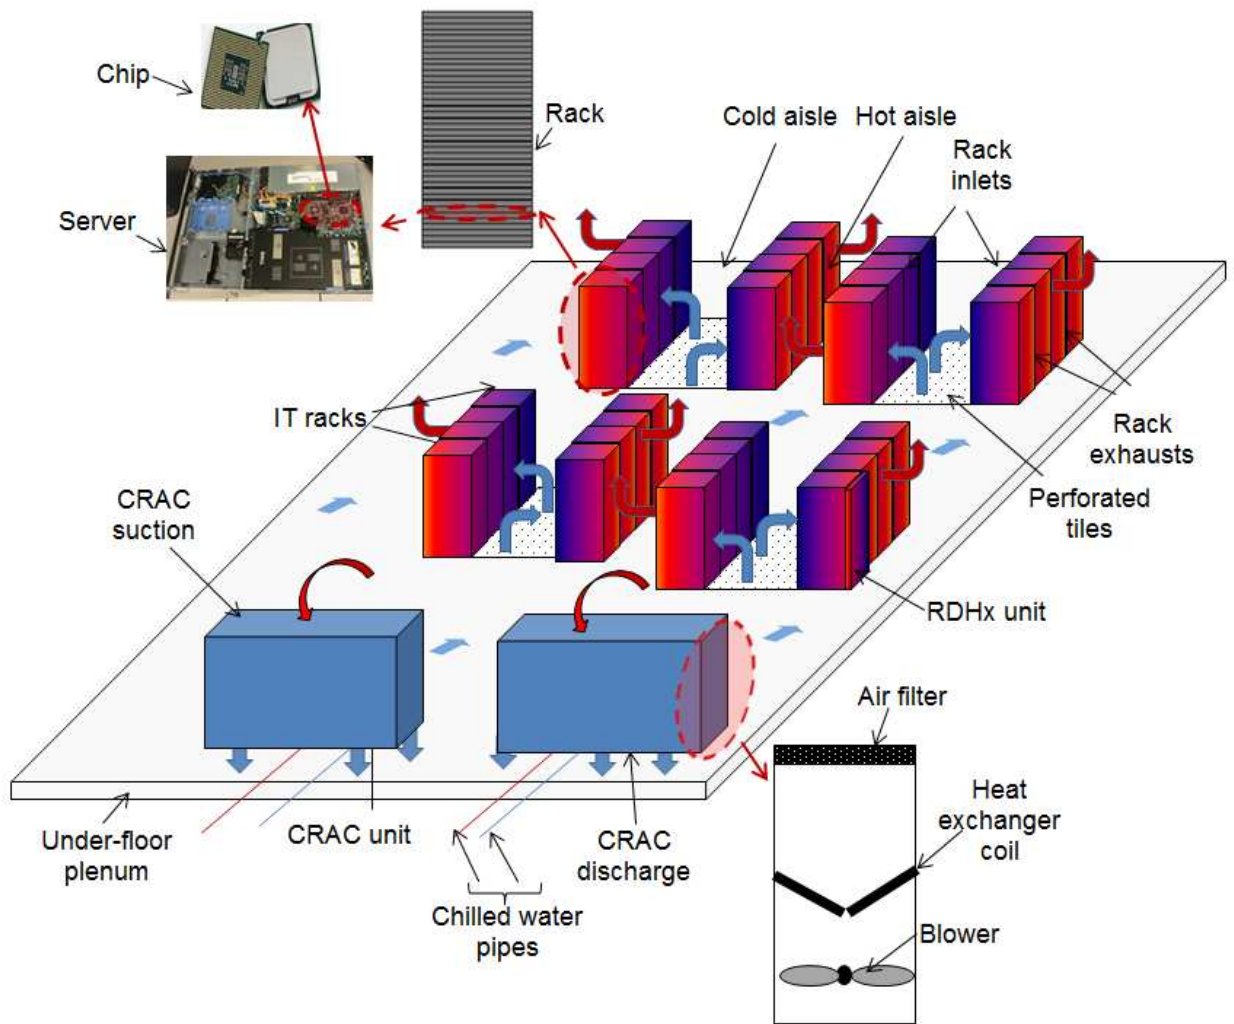 Chip
Rack
Cold aisle
Hot aisle
Rack
inlets
Server
IT racks
Rack
exhausts
CRAC
suction
Perforated
tiles
RDHx unit
Air filter
Under-floor
plenum
CRAC unit
CRAC
discharge
Heat
exchanger
coil
Chilled water
pipes
Blower